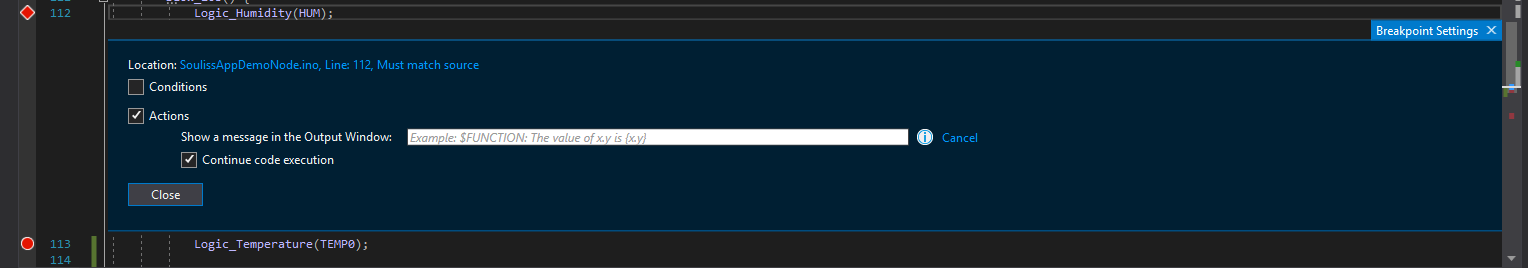 112 Logic_Humidity(HUM);
Breakpoint Settings
Location: SoulissAppDemoNode.ino, Line: 112, Must match source
Conditions
Actions
Show a message in the Output Window: Example: $FUNCTION: The value of x.y is {x.y} Cancel
Continue code execution
Close
113 Logic_Temperature(TEMP0);
114